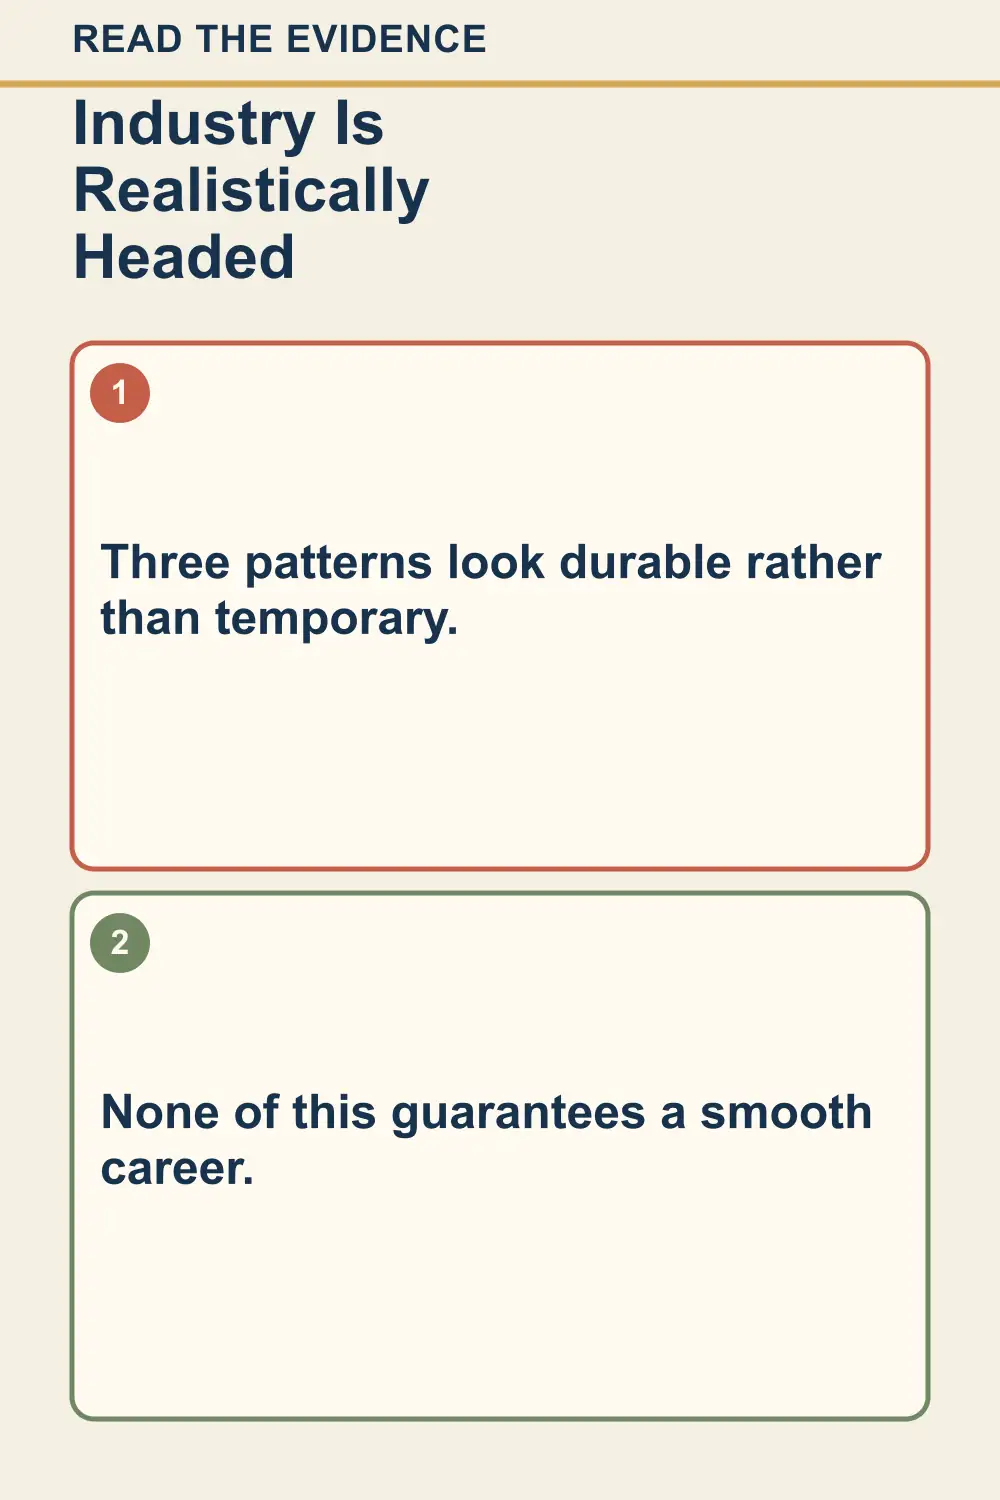 READ THE EVIDENCE
Industry Is
Realistically
Headed
1
Three patterns look durable rather
than temporary.
2
None of this guarantees a smooth
career.